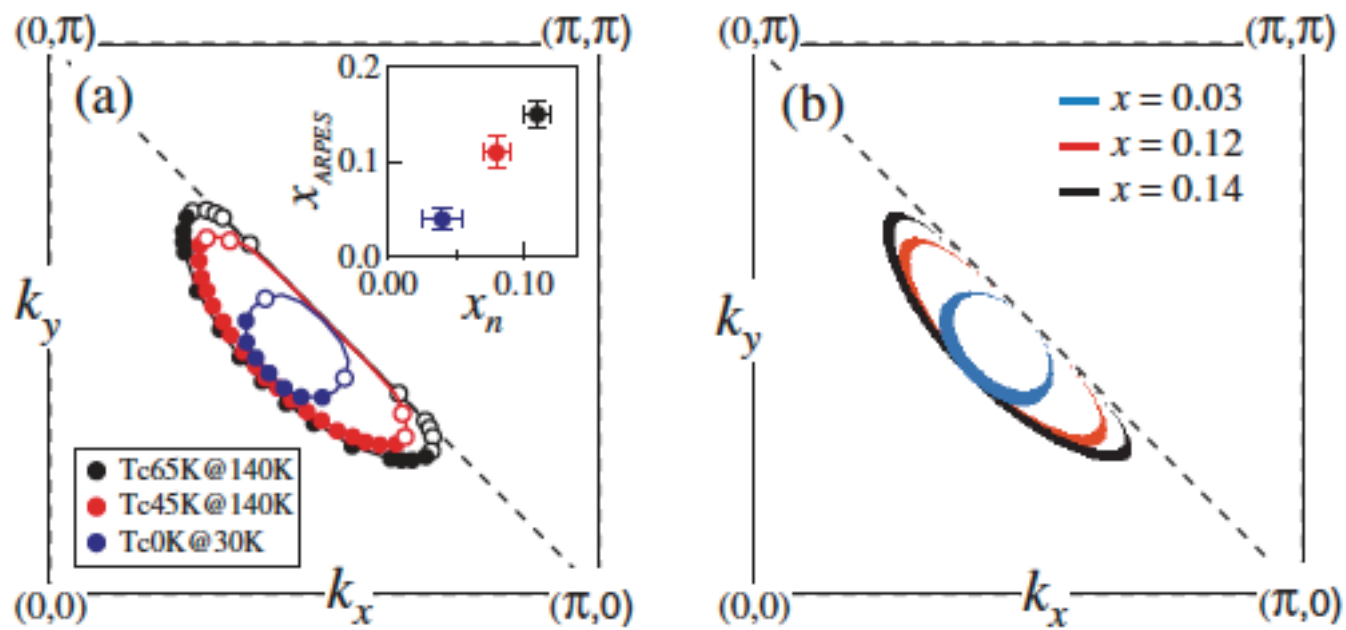 (0,π)
(π,π)
(a)
0.2
0.1
0.0
x_ARPES
0.00
0.10
x_n
k_y
Tc65K@140K
Tc45K@140K
Tc0K@30K
(0,0)
k_x
(π,0)
(0,π)
(π,π)
(b)
x = 0.03
x = 0.12
x = 0.14
k_y
(0,0)
k_x
(π,0)